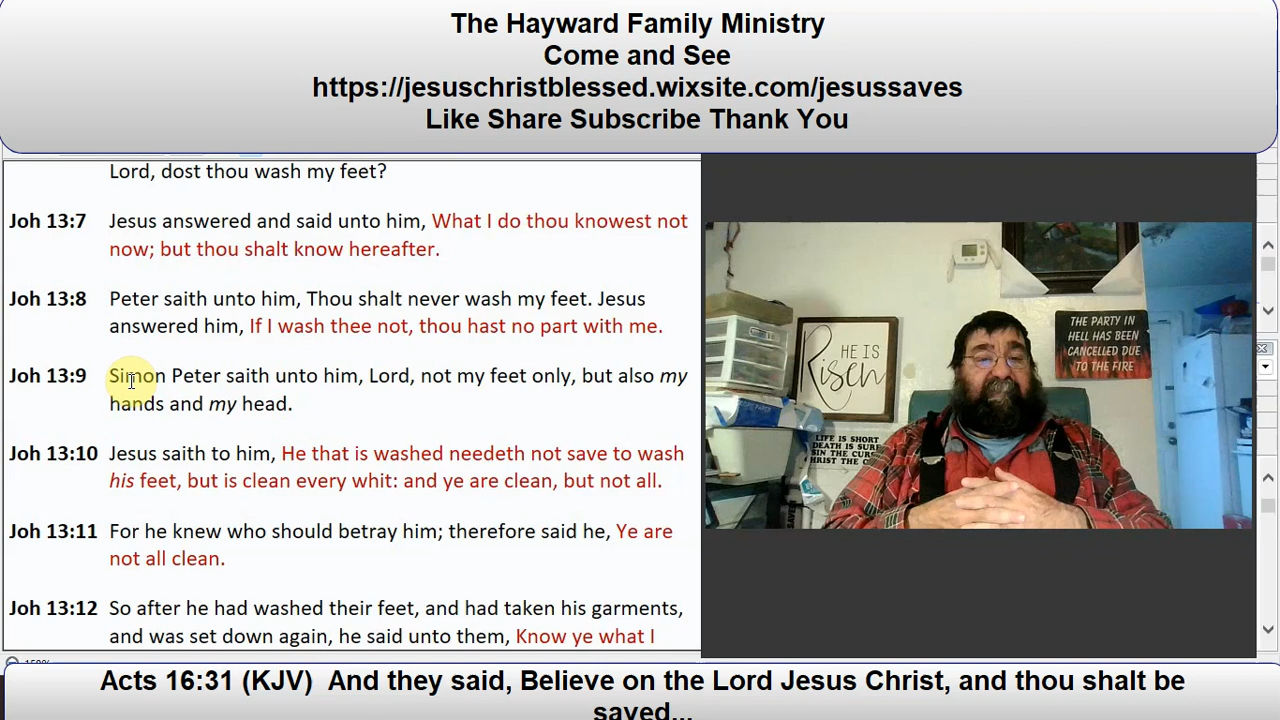 The Hayward Family Ministry
Come and See
https://jesuschristblessed.wixsite.com/jesussaves
Like Share Subscribe Thank You
Lord, dost thou wash my feet?
Joh 13:7 Jesus answered and said unto him, What I do thou knowest not
now; but thou shalt know hereafter.
Joh 13:8 Peter saith unto him, Thou shalt never wash my feet. Jesus
answered him, If I wash thee not, thou hast no part with me.
Joh 13:9 Simon Peter saith unto him, Lord, not my feet only, but also my
hands and my head.
Joh 13:10 Jesus saith to him, He that is washed needeth not save to wash
his feet, but is clean every whit: and ye are clean, but not all.
Joh 13:11 For he knew who should betray him; therefore said he, Ye are
not all clean.
Joh 13:12 So after he had washed their feet, and had taken his garments,
and was set down again, he said unto them, Know ye what I
HE IS
Risen
THE PARTY IN
HELL HAS BEEN
CANCELLED DUE
TO THE FIRE
LIFE IS SHORT
DEATH IS SURE
SIN THE CURSE
CHRIST THE
Acts 16:31 (KJV) And they said, Believe on the Lord Jesus Christ, and thou shalt be
saved...